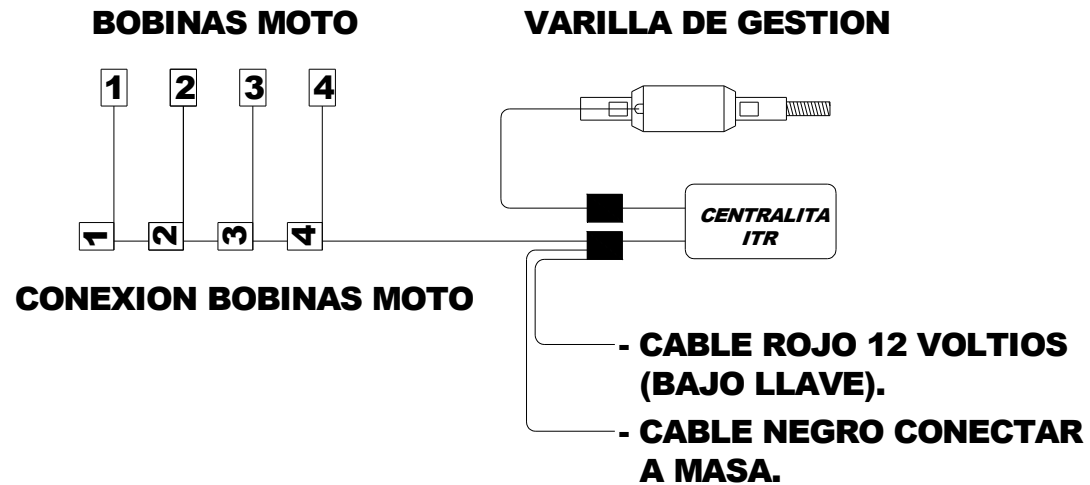 BOBINAS MOTO
VARILLA DE GESTION
1 2 3 4
1 2 3 4
CENTRALITA
ITR
CONEXION BOBINAS MOTO
- CABLE ROJO 12 VOLTIOS
(BAJO LLAVE).
- CABLE NEGRO CONECTAR
A MASA.